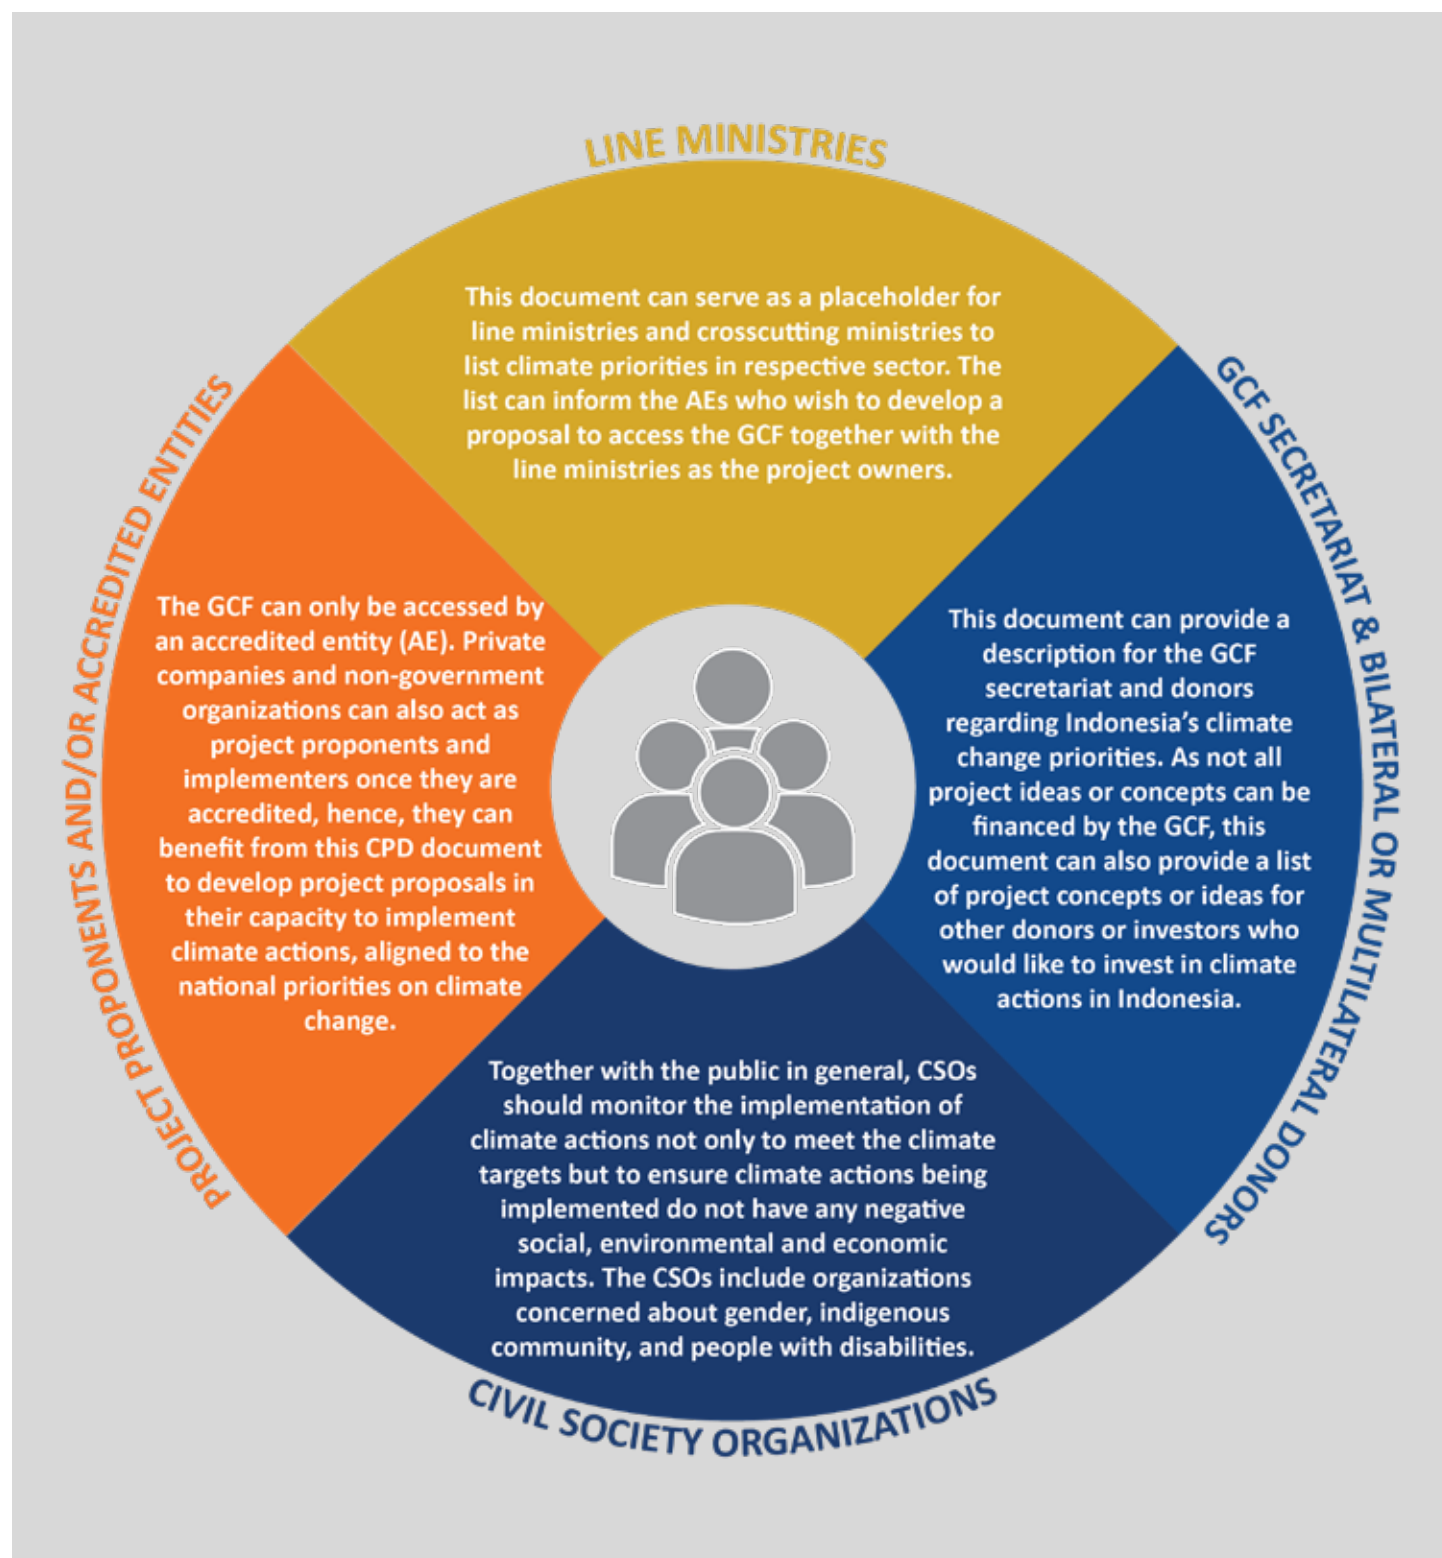 LINE MINISTRIES
This document can serve as a placeholder for
line ministries and crosscutting ministries to
list climate priorities in respective sector. The
list can inform the AEs who wish to develop a
proposal to access the GCF together with the
line ministries as the project owners.
GCF SECRETARIAT & BILATERAL OR MULTILATERAL DONORS
This document can provide a
description for the GCF
secretariat and donors
regarding Indonesia's climate
change priorities. As not all
project ideas or concepts can be
financed by the GCF, this
document can also provide a list
of project concepts or ideas for
other donors or investors who
would like to invest in climate
actions in Indonesia.
PROJECT PROPONENTS AND/OR ACCREDITED ENTITIES
The GCF can only be accessed by
an accredited entity (AE). Private
companies and non-government
organizations can also act as
project proponents and
implementers once they are
accredited, hence, they can
benefit from this CPD document
to develop project proposals in
their capacity to implement
climate actions, aligned to the
national priorities on climate
change.
Together with the public in general, CSOs
should monitor the implementation of
climate actions not only to meet the climate
targets but to ensure climate actions being
implemented do not have any negative
social, environmental and economic
impacts. The CSOs include organizations
concerned about gender, indigenous
community, and people with disabilities.
CIVIL SOCIETY ORGANIZATIONS